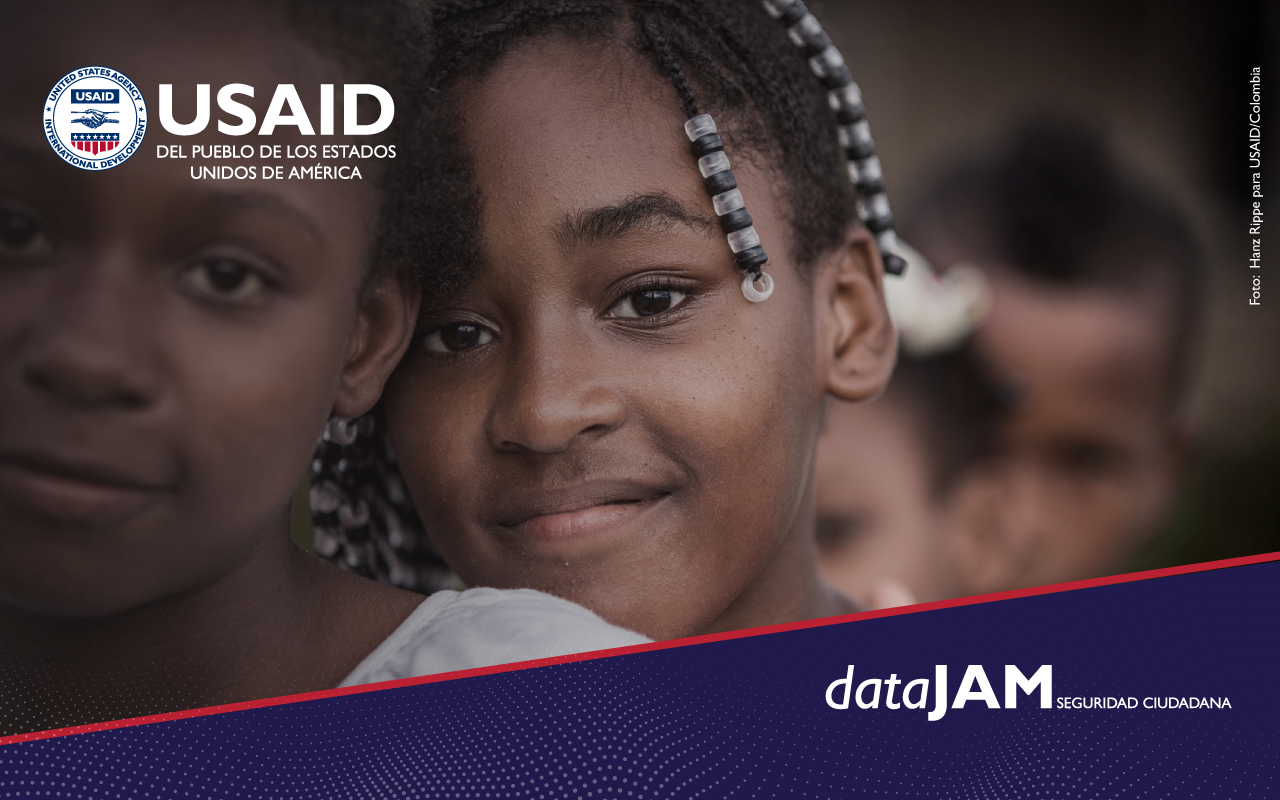 UNITED STATES AGENCY
USAID
INTERNATIONAL DEVELOPMENT
USAID
DEL PUEBLO DE LOS ESTADOS
UNIDOS DE AMÉRICA
Foto: Hanz Rippe para USAID/Colombia
dataJAM SEGURIDAD CIUDADANA